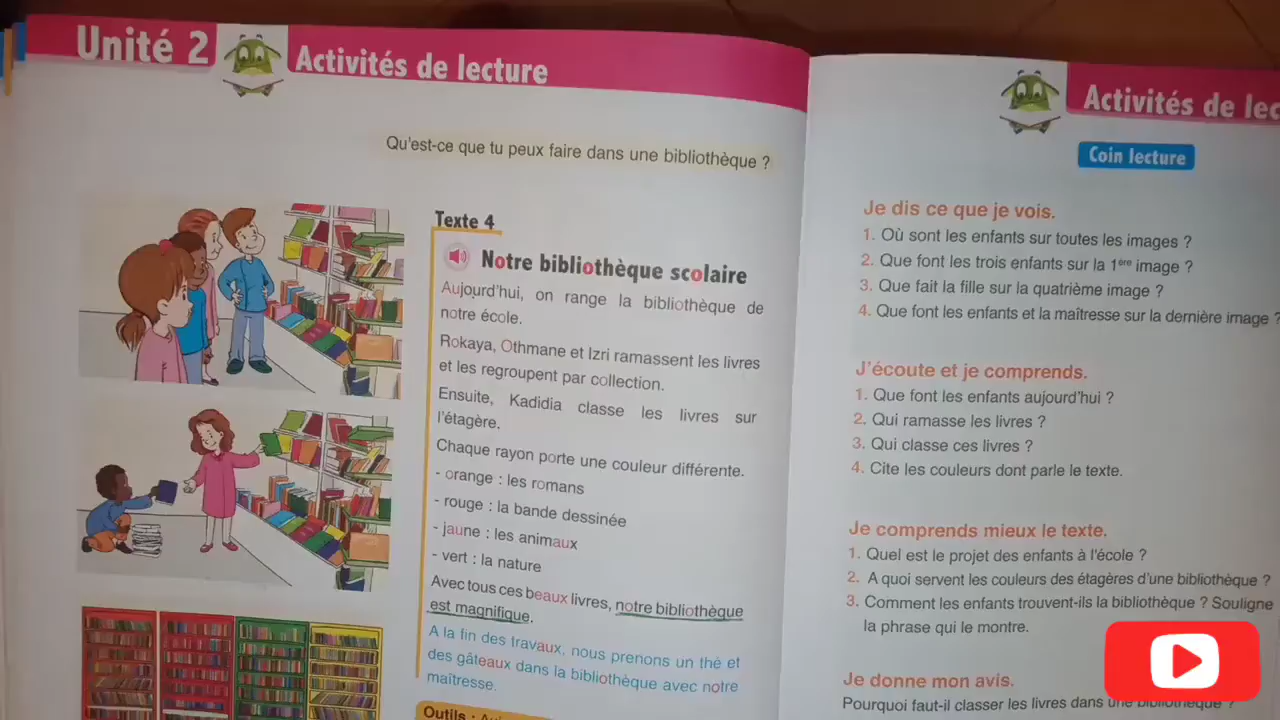 Unité 2
Activités de lecture
Qu'est-ce que tu peux faire dans une bibliothèque ?
Texte 4
Notre bibliothèque scolaire
Aujourd'hui, on range la bibliothèque de
notre école.
Rokaya, Othmane et Izri ramassent les livres
et les regroupent par collection.
Ensuite, Kadidia classe les livres sur
l'étagère.
Chaque rayon porte une couleur différente.
- orange : les romans
- rouge : la bande dessinée
- jaune : les animaux
- vert : la nature
Avec tous ces beaux livres, notre bibliothèque
est magnifique.
A la fin des travaux, nous prenons un thé et
des gâteaux dans la bibliothèque avec notre
maîtresse.
Outils :
Activités de lec
Coin lecture
Je dis ce que je vois.
1. Où sont les enfants sur toutes les images ?
2. Que font les trois enfants sur la 1ère image ?
3. Que fait la fille sur la quatrième image ?
4. Que font les enfants et la maîtresse sur la dernière image ?
J'écoute et je comprends.
1. Que font les enfants aujourd'hui ?
2. Qui ramasse les livres ?
3. Qui classe ces livres ?
4. Cite les couleurs dont parle le texte.
Je comprends mieux le texte.
1. Quel est le projet des enfants à l'école ?
2. A quoi servent les couleurs des étagères d'une bibliothèque ?
3. Comment les enfants trouvent-ils la bibliothèque ? Souligne
la phrase qui le montre.
Je donne mon avis.
Pourquoi faut-il classer les livres dans une bibliothèque ?